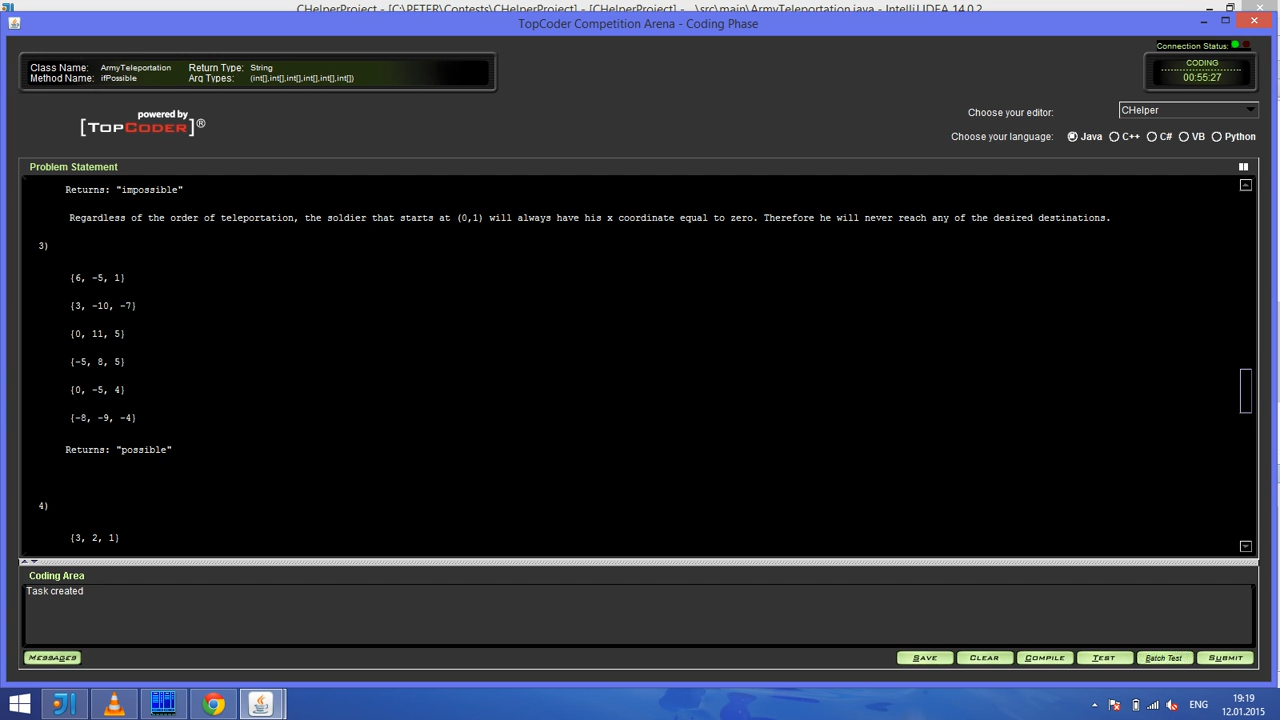 CHelperProject - [C:\PETER\Contests\CHelperProject] - [CHelperProject] - ...\src\main\ArmyTeleportation.java - IntelliJ IDEA 14.0.2
TopCoder Competition Arena - Coding Phase
Connection Status:
Class Name: ArmyTeleportation Return Type: String
Method Name: ifPossible Arg Types: (int[],int[],int[],int[],int[],int[])
CODING
00:55:27
powered by
[TOPCODER]®
Choose your editor: CHelper
Choose your language: Java C++ C# VB Python
Problem Statement
Returns: "impossible"
Regardless of the order of teleportation, the soldier that starts at (0,1) will always have his x coordinate equal to zero. Therefore he will never reach any of the desired destinations.
3)
{6, -5, 1}
{3, -10, -7}
{0, 11, 5}
{-5, 8, 5}
{0, -5, 4}
{-8, -9, -4}
Returns: "possible"
4)
{3, 2, 1}
Coding Area
Task created
MESSAGES SAVE CLEAR COMPILE TEST Batch Test SUBMIT
ENG
19:19
12.01.2015